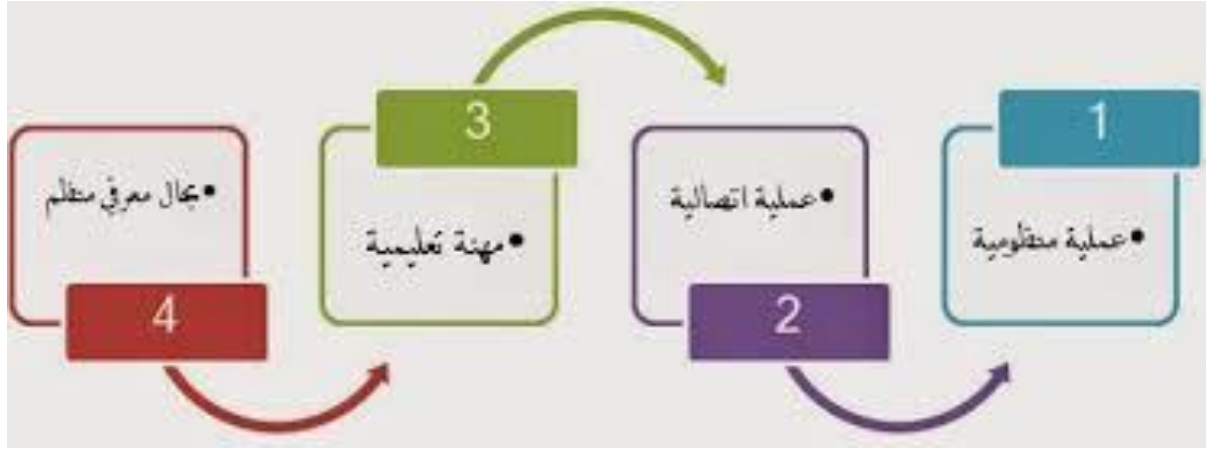 1
•عملية منظومية
2
•عملية اتصالية
3
•مهنة تعليمية
4
•مجال معرفي منظم